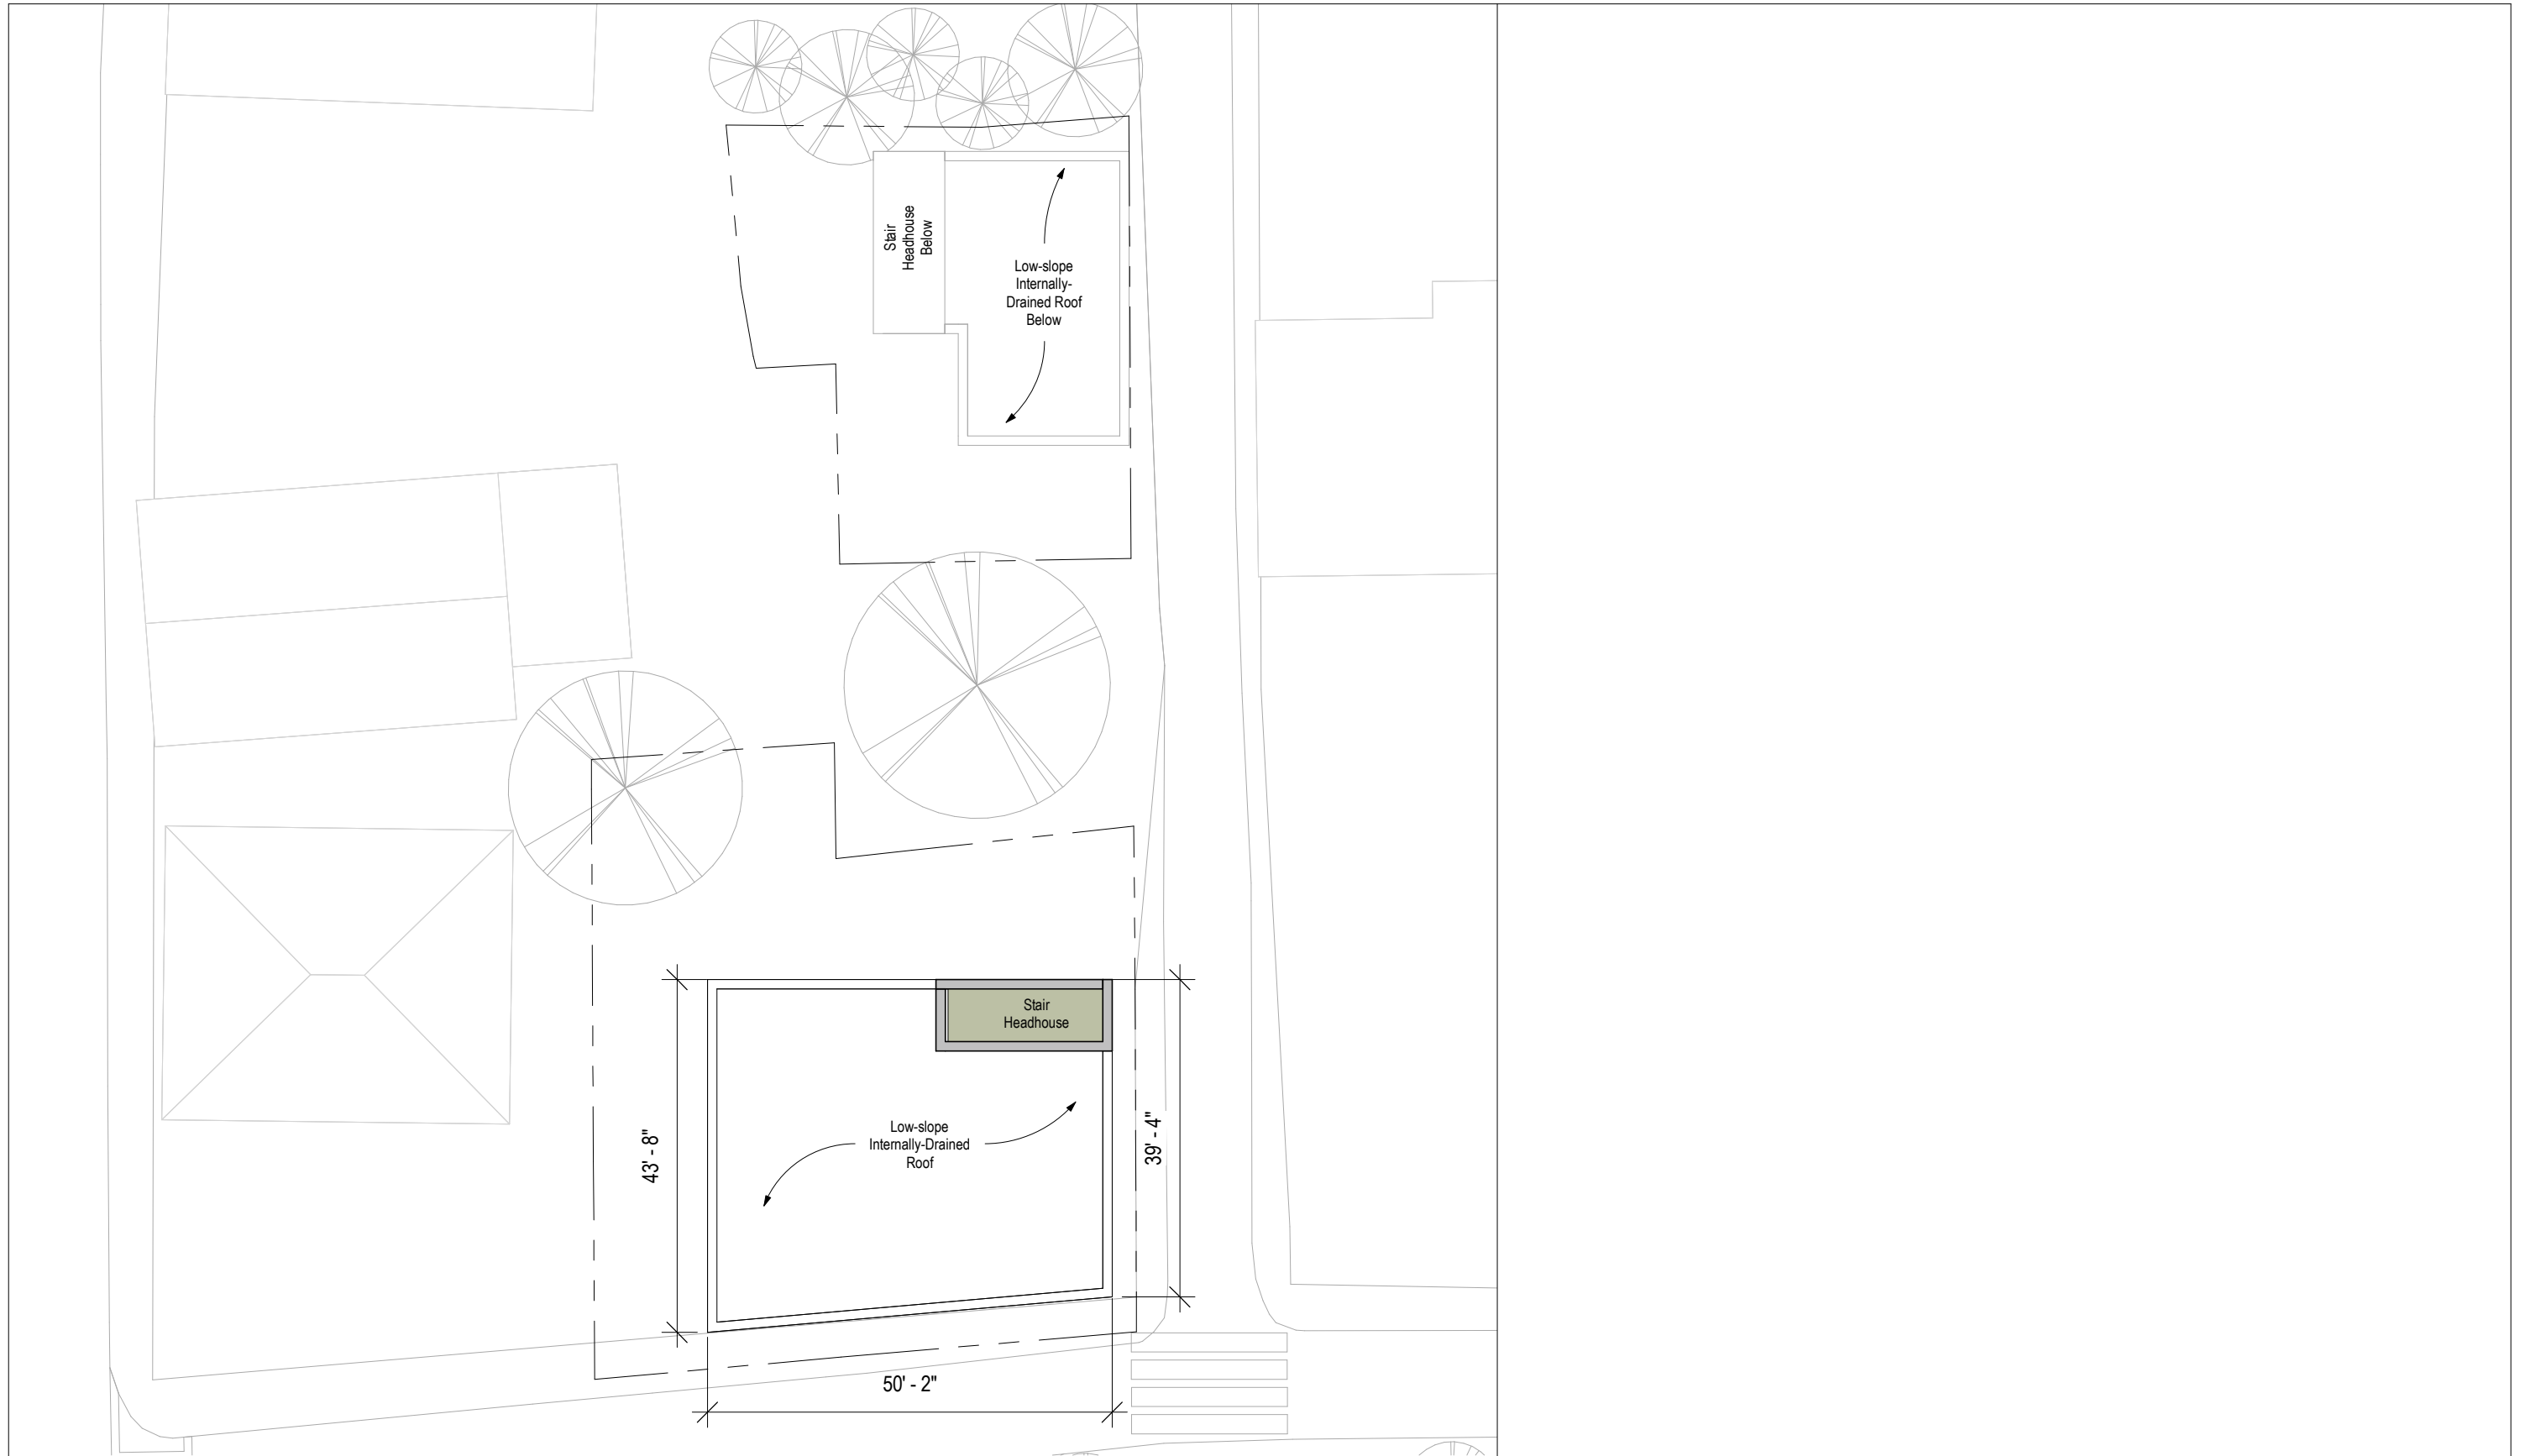 Stair
Headhouse
Below
Low-slope
Internally-
Drained Roof
Below
Stair
Headhouse
Low-slope
Internally-Drained
Roof
43' - 8"
39' - 4"
50' - 2"